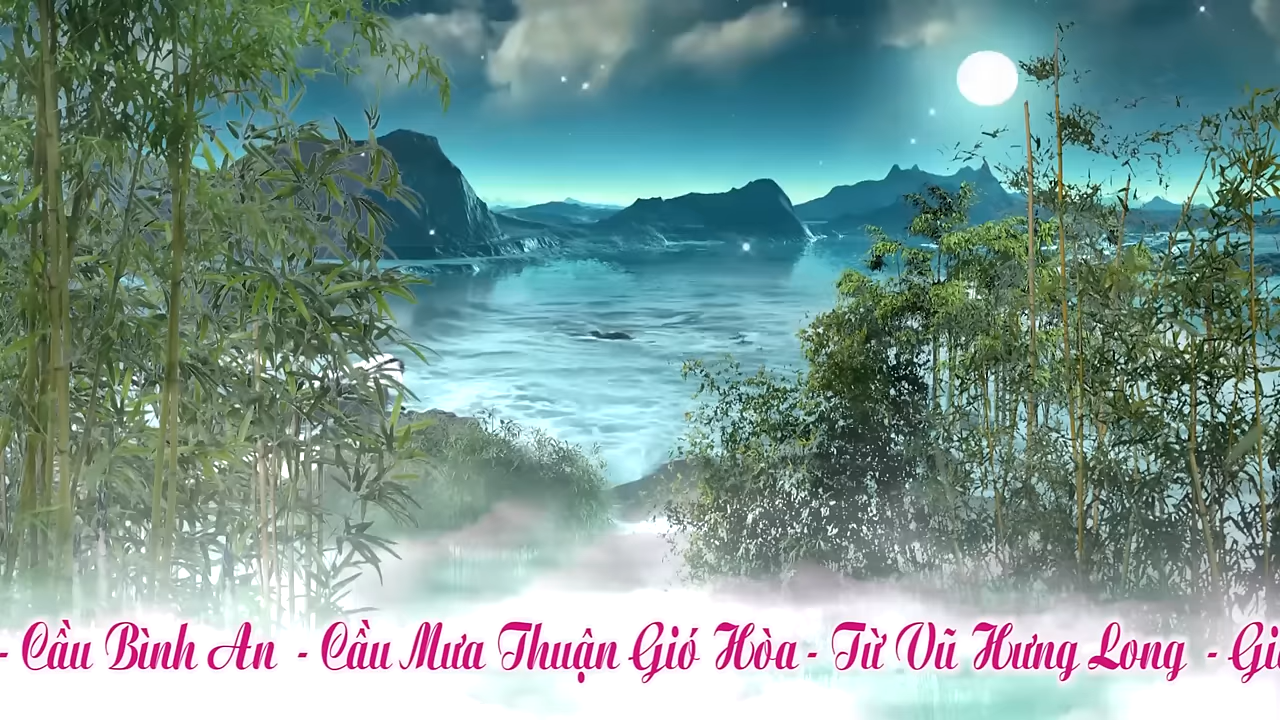 - Cầu Bình An - Cầu Mưa Thuận Gió Hòa - Từ Vũ Hưng Long -